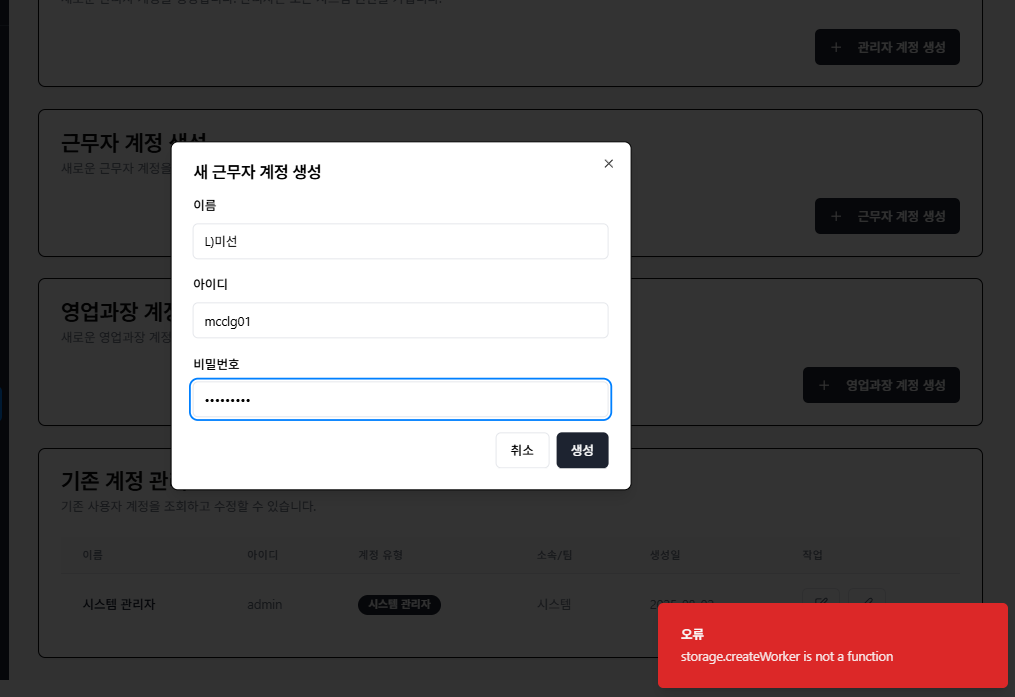 관리자 계정 생성
근무자 계정 생성
새로운 근무자 계정을
근무자 계정 생성
새 근무자 계정 생성
이름
L)미선
아이디
mcclg01
비밀번호
•••••••••
취소
생성
영업과장 계정
새로운 영업과장 계정
영업과장 계정 생성
기존 계정 관
기존 사용자 계정을 조회하고 수정할 수 있습니다.
이름 아이디 계정 유형 소속/팀 생성일 작업
시스템 관리자 admin 시스템 관리자 시스템
오류
storage.createWorker is not a function